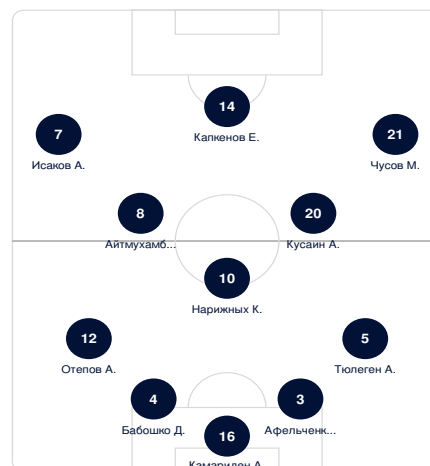 14
Капкенов Е.
7
Исаков А.
21
Чусов М.
8
Айтмухамб...
20
Кусаин А.
10
Нарижных К.
12
Отепов А.
5
Тюлеген А.
4
Бабошко Д.
3
Афельченк...
16
Камариден А.